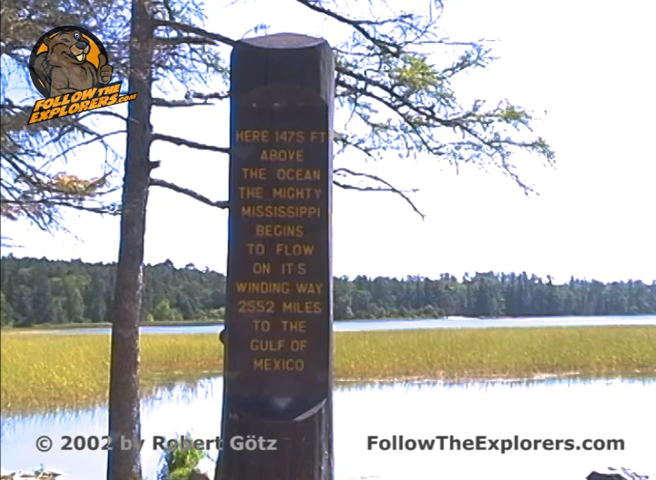 FOLLOW THE
EXPLORERS.COM
HERE 1475 FT
ABOVE
THE OCEAN
THE MIGHTY
MISSISSIPPI
BEGINS
TO FLOW
ON ITS
WINDING WAY
2552 MILES
TO THE
GULF OF
MEXICO
© 2002 by Robert Götz
FollowTheExplorers.com